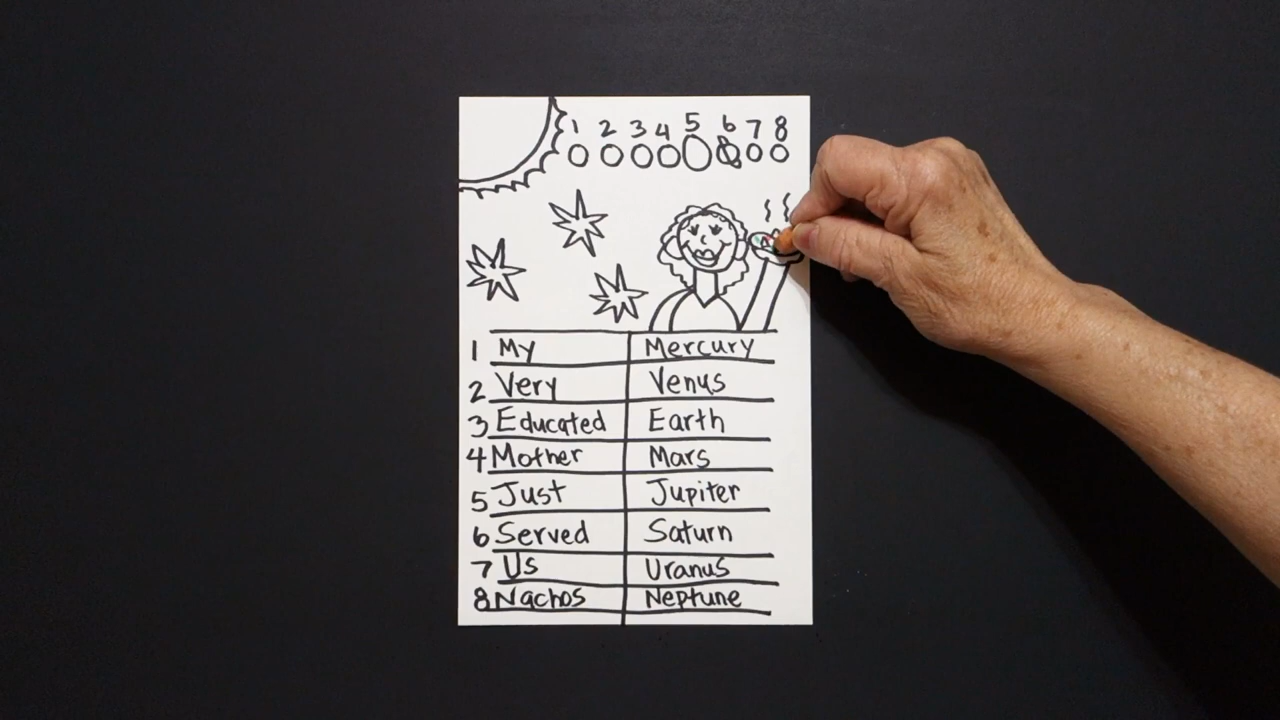 1 2 3 4 5 6 7 8
1 My Mercury
2 Very Venus
3 Educated Earth
4 Mother Mars
5 Just Jupiter
6 Served Saturn
7 Us Uranus
8 Nachos Neptune